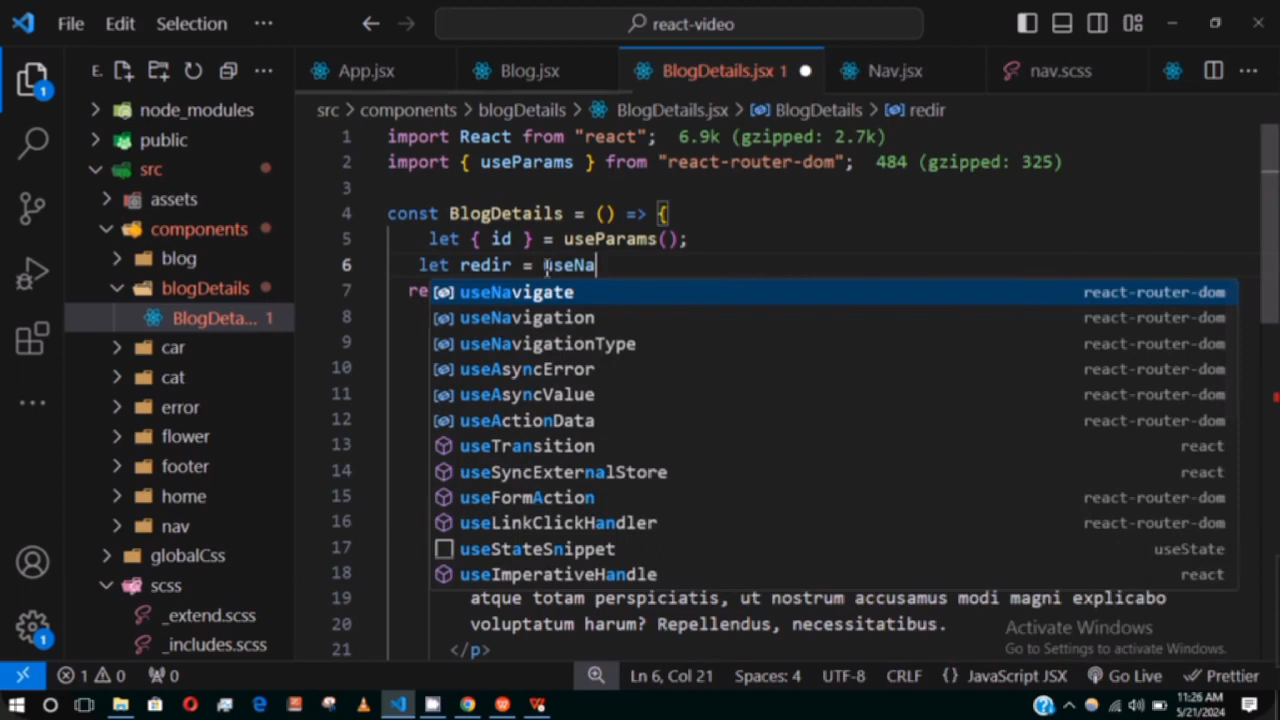 File Edit Selection ··· react-video
E. ··· App.jsx Blog.jsx BlogDetails.jsx 1 Nav.jsx nav.scss ···
src > components > blogDetails > BlogDetails.jsx > BlogDetails > redir
node_modules
public
src
assets
components
blog
blogDetails
BlogDeta... 1
car
cat
error
flower
footer
home
nav
globalCss
scss
_extend.scss
_includes.scss
1 import React from "react"; 6.9k (gzipped: 2.7k)
2 import { useParams } from "react-router-dom"; 484 (gzipped: 325)
3
4 const BlogDetails = () => {
5 let { id } = useParams();
6 let redir = useNa
7 re
8
9
10
11
12
13
14
15
16
17
18
19 atque totam perspiciatis, ut nostrum accusamus modi magni explicabo
20 voluptatum harum? Repellendus, necessitatibus.
21 </p>
useNavigate react-router-dom
useNavigation react-router-dom
useNavigationType react-router-dom
useAsyncError react-router-dom
useAsyncValue react-router-dom
useActionData react-router-dom
useTransition react
useSyncExternalStore react
useFormAction react-router-dom
useLinkClickHandler react-router-dom
useStateSnippet useState
useImperativeHandle react
Activate Windows
Go to Settings to activate Windows.
1 0 0 Ln 6, Col 21 Spaces: 4 UTF-8 CRLF {} JavaScript JSX Go Live Prettier
11:26 AM
5/21/2024